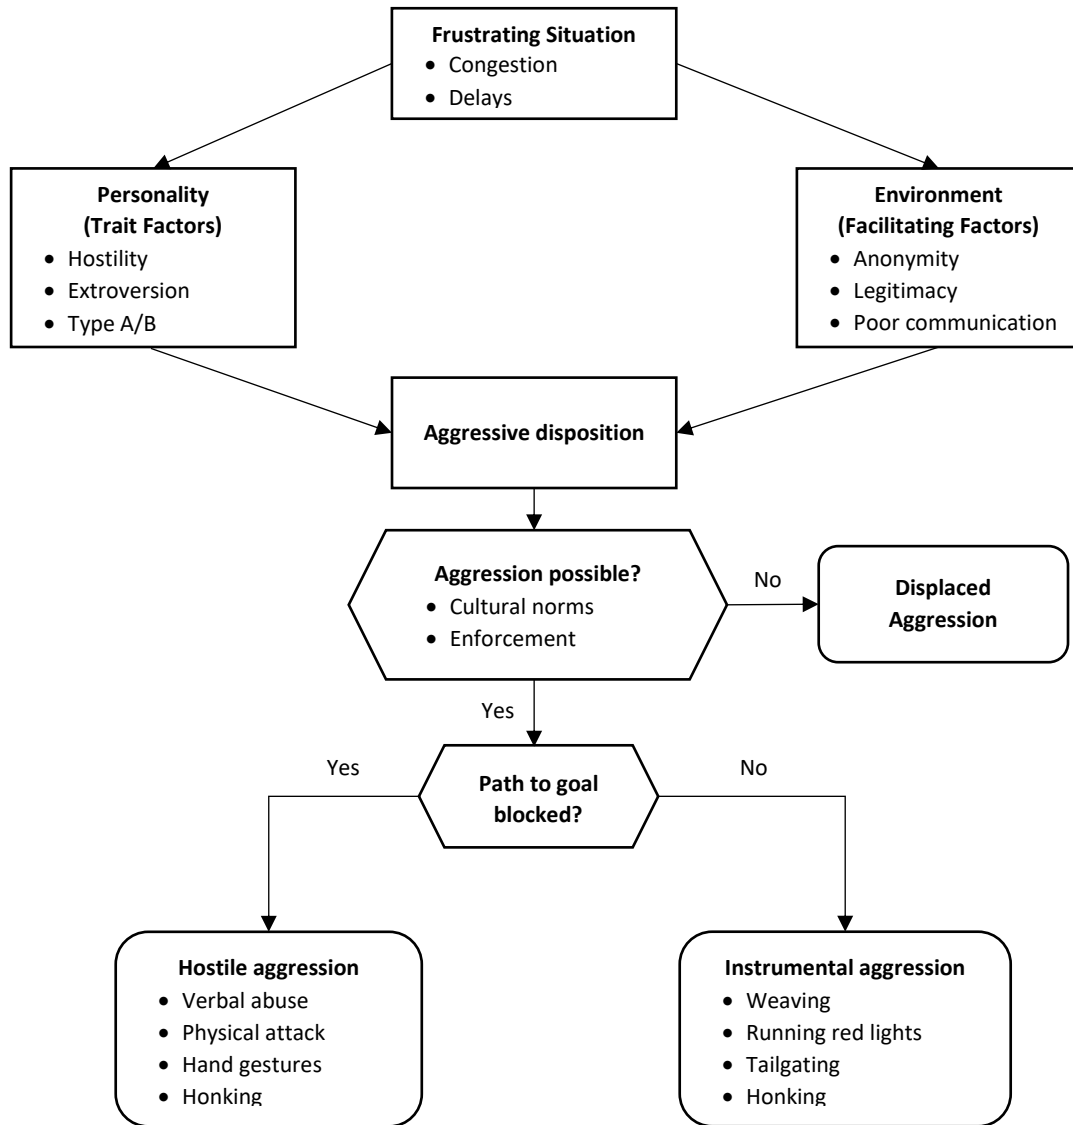 Frustrating Situation
• Congestion
• Delays
Personality
(Trait Factors)
• Hostility
• Extroversion
• Type A/B
Environment
(Facilitating Factors)
• Anonymity
• Legitimacy
• Poor communication
Aggressive disposition
Aggression possible?
• Cultural norms
• Enforcement
No
Displaced
Aggression
Yes
Yes
Path to goal
blocked?
No
Hostile aggression
• Verbal abuse
• Physical attack
• Hand gestures
• Honking
Instrumental aggression
• Weaving
• Running red lights
• Tailgating
• Honking